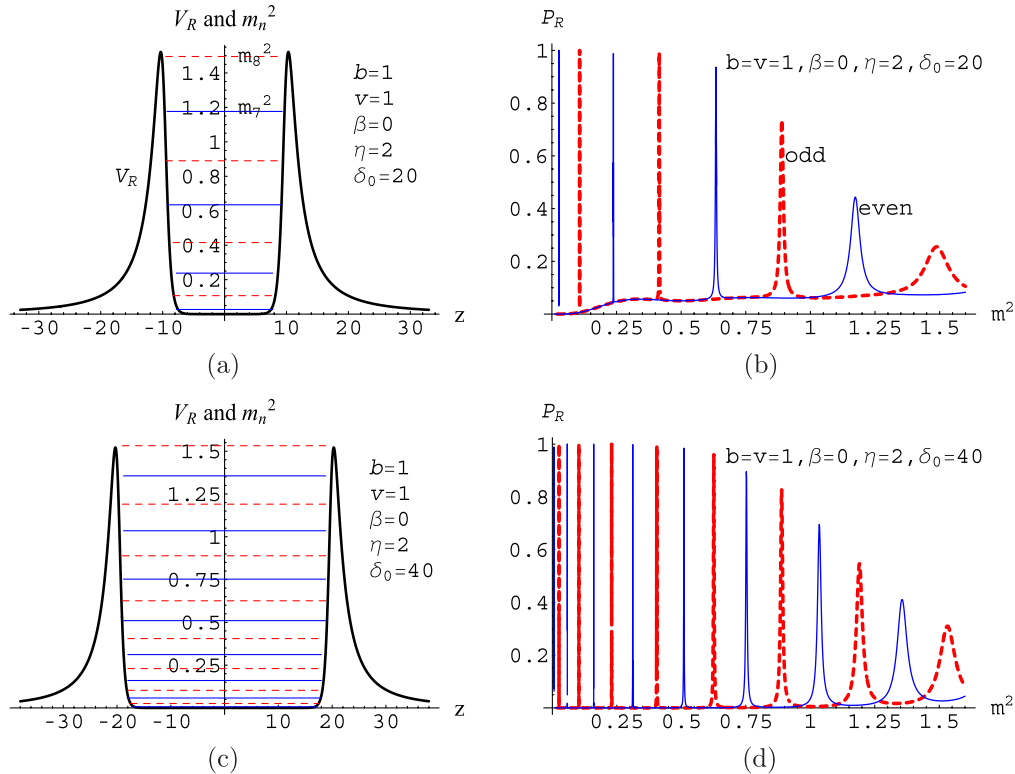 V_R and m_n^2
m_8^2
1.4
1.2
m_7^2
1
0.8
0.6
0.4
0.2
V_R
b=1
v=1
β=0
η=2
δ_0=20
-30 -20 -10 0 10 20 30 z
(a)
P_R
1
0.8
0.6
0.4
0.2
b=v=1,β=0,η=2,δ_0=20
odd
even
0.25 0.5 0.75 1 1.25 1.5 m^2
(b)
V_R and m_n^2
1.5
1.25
1
0.75
0.5
0.25
b=1
v=1
β=0
η=2
δ_0=40
-30 -20 -10 0 10 20 30 z
(c)
P_R
1
0.8
0.6
0.4
0.2
b=v=1,β=0,η=2,δ_0=40
0.25 0.5 0.75 1 1.25 1.5 m^2
(d)